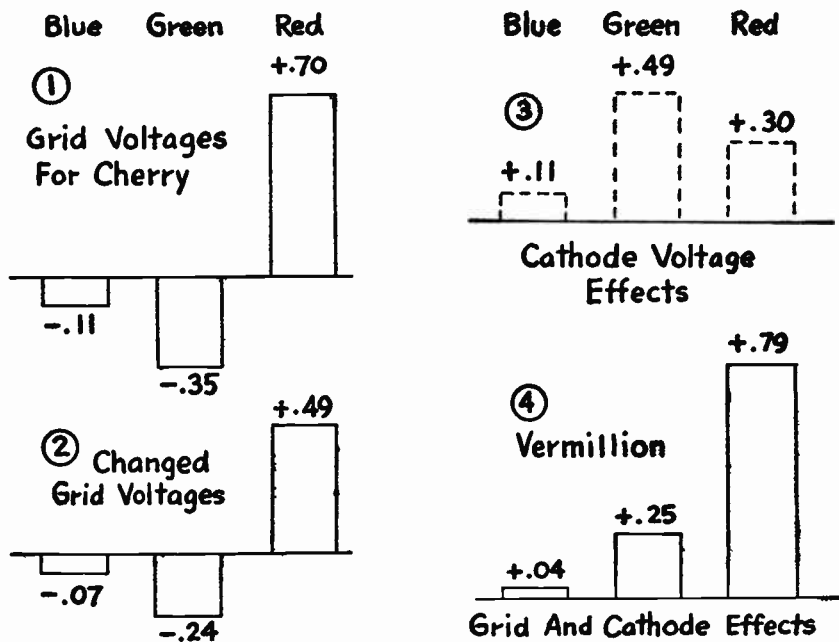 Blue Green Red
+.70
①
Grid Voltages
For Cherry
-.11
-.35
+.49
② Changed
Grid Voltages
-.07
-.24
Blue Green Red
+.49
③
+.30
+.11
Cathode Voltage
Effects
+.79
④
Vermillion
+.25
+.04
Grid And Cathode Effects